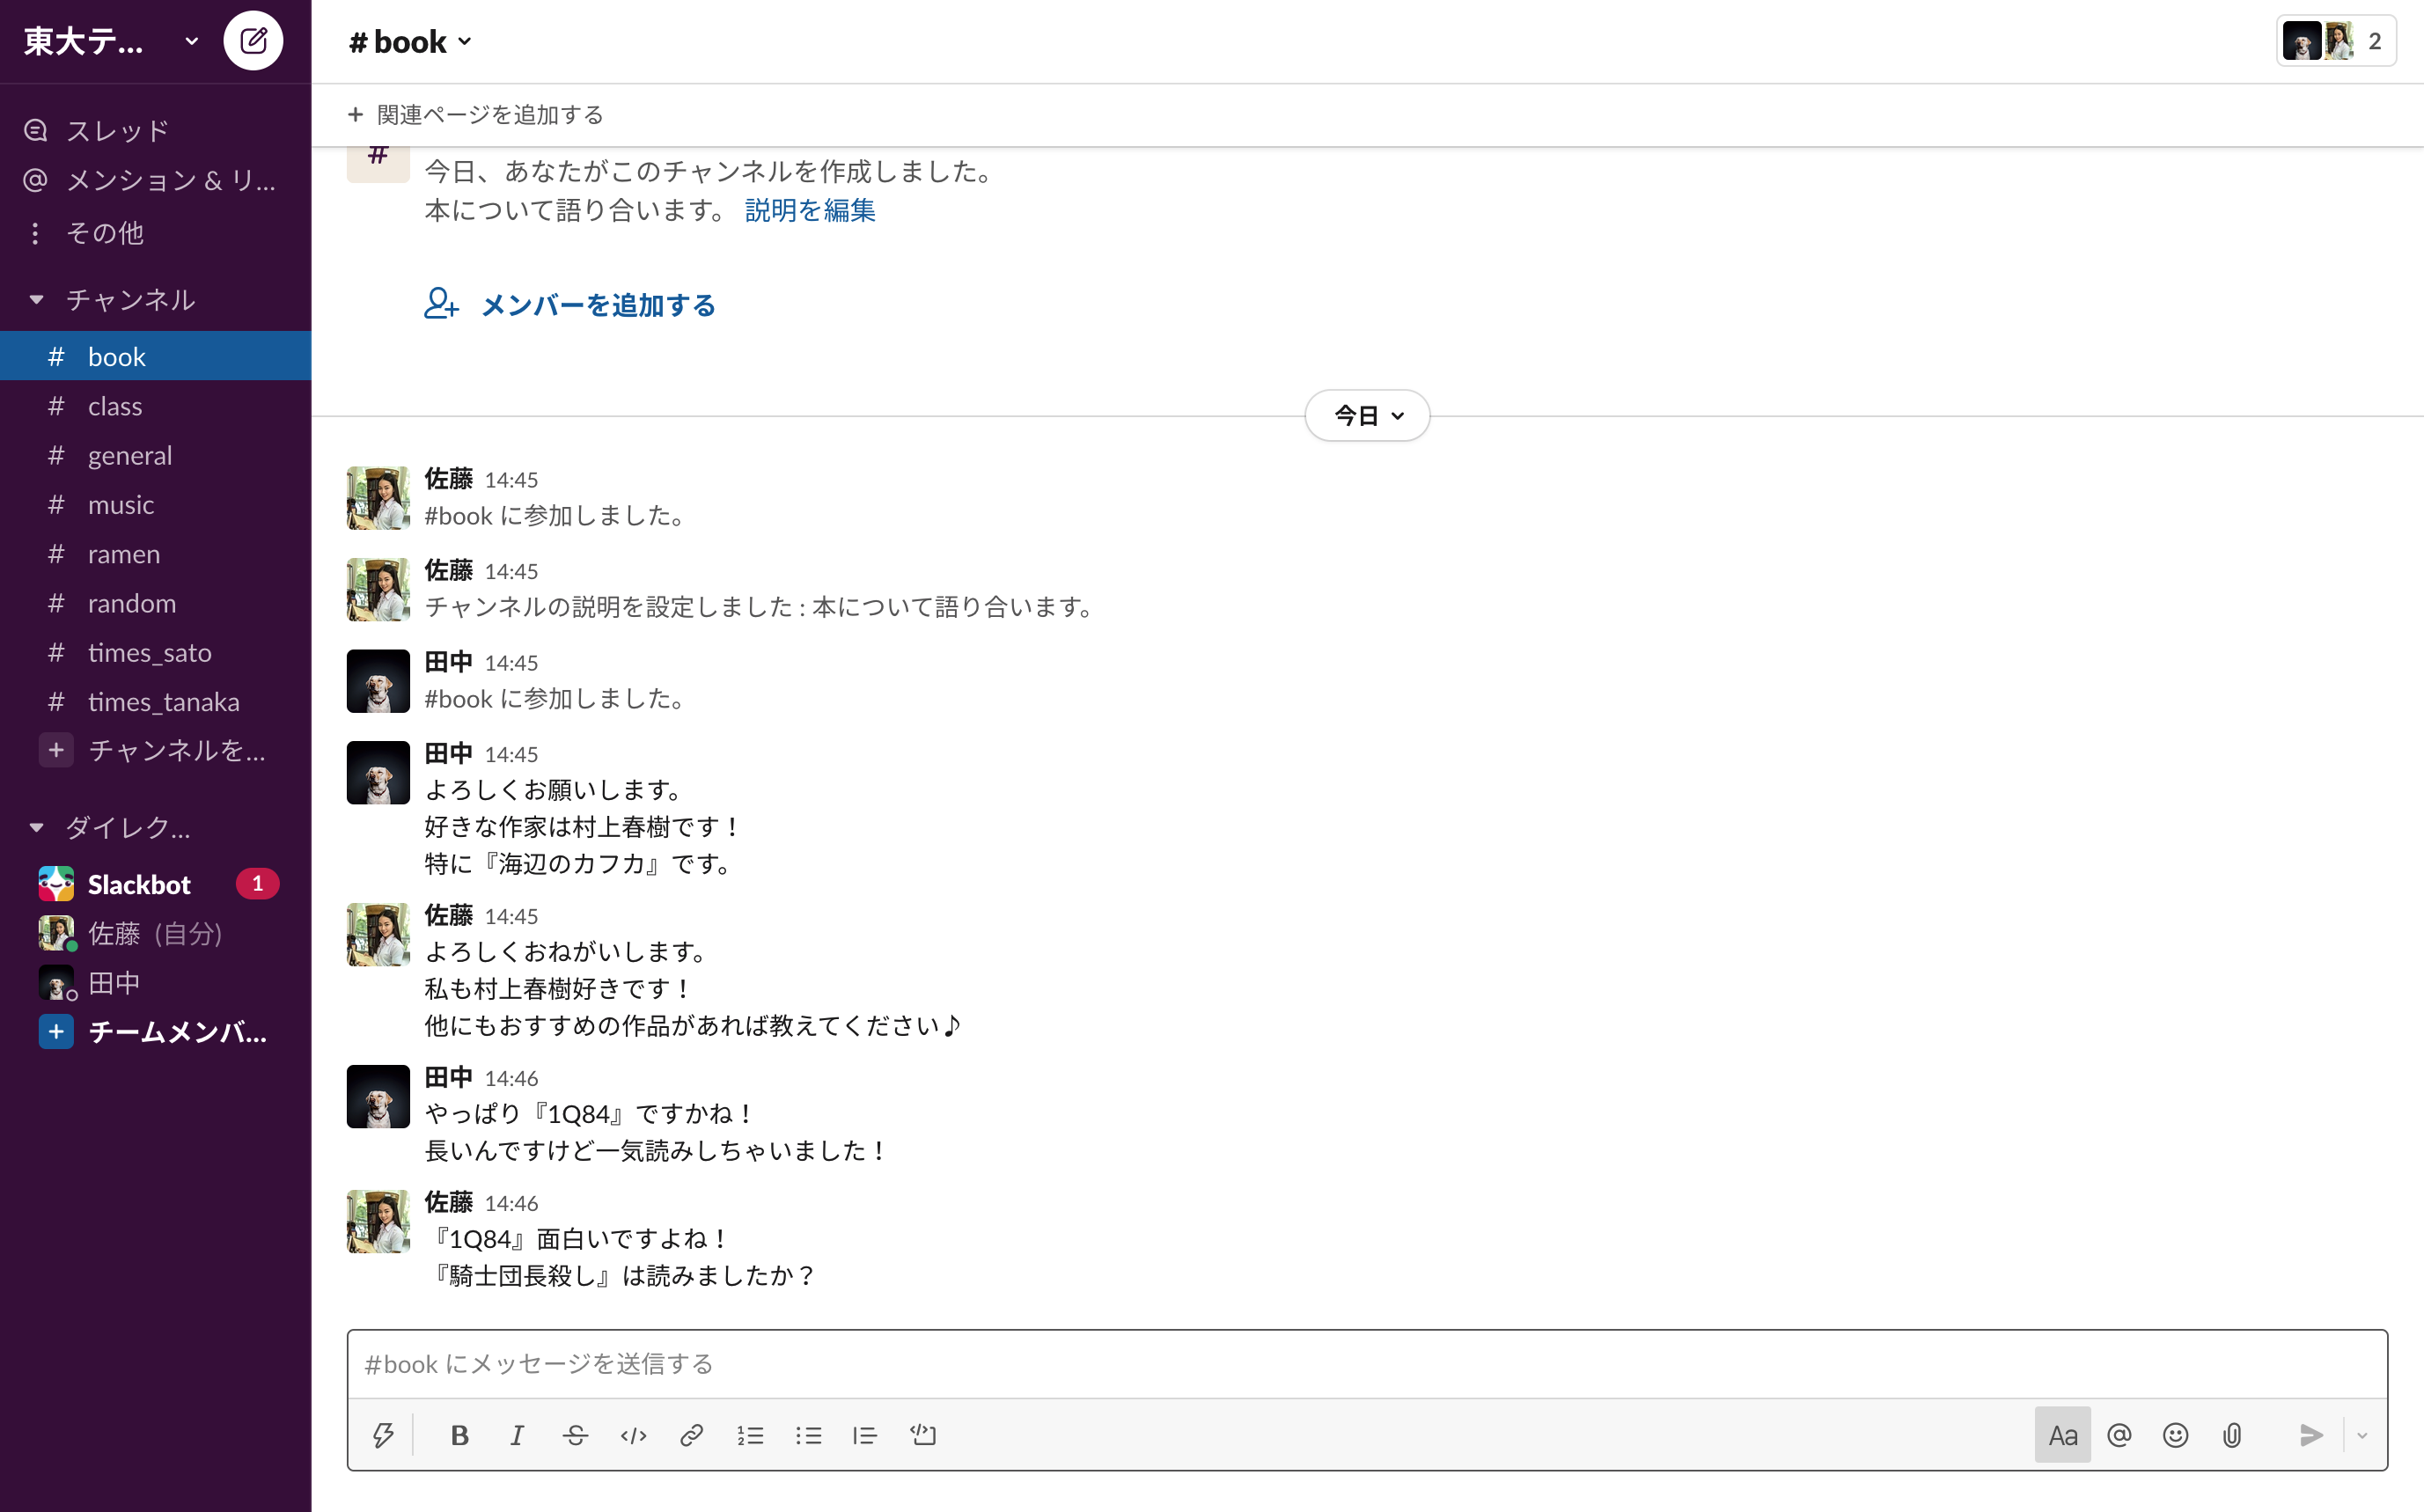 東大テ...
スレッド
メンション & リ...
その他
チャンネル
# book
# class
# general
# music
# ramen
# random
# times_sato
# times_tanaka
+ チャンネルを...
ダイレク...
Slackbot 1
佐藤 (自分)
田中
+ チームメンバ...
# book
2
+ 関連ページを追加する
#
今日、あなたがこのチャンネルを作成しました。
本について語り合います。 説明を編集
メンバーを追加する
今日
佐藤 14:45
#book に参加しました。
佐藤 14:45
チャンネルの説明を設定しました : 本について語り合います。
田中 14:45
#book に参加しました。
田中 14:45
よろしくお願いします。
好きな作家は村上春樹です！
特に『海辺のカフカ』です。
佐藤 14:45
よろしくおねがいします。
私も村上春樹好きです！
他にもおすすめの作品があれば教えてください♪
田中 14:46
やっぱり『1Q84』ですかね！
長いんですけど一気読みしちゃいました！
佐藤 14:46
『1Q84』面白いですよね！
『騎士団長殺し』は読みましたか？
#book にメッセージを送信する
B I S </> Aa @